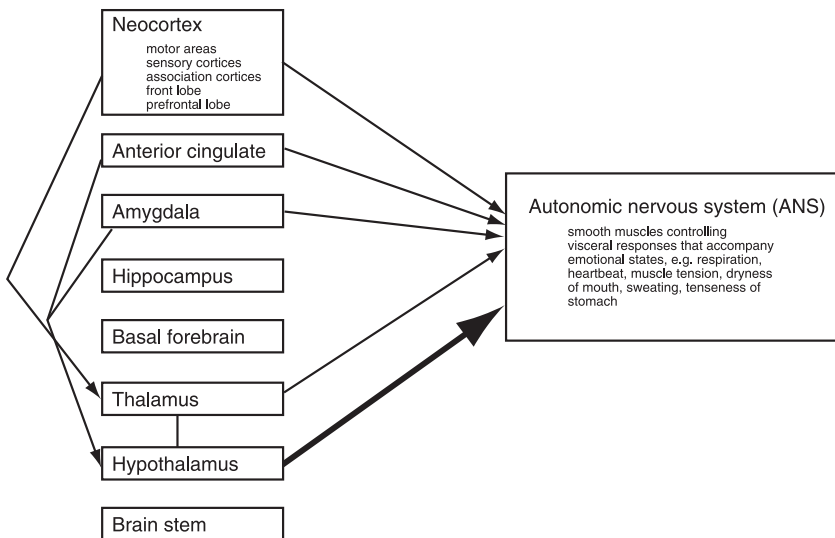 Neocortex
motor areas
sensory cortices
association cortices
front lobe
prefrontal lobe
Anterior cingulate
Amygdala
Hippocampus
Basal forebrain
Thalamus
Hypothalamus
Brain stem
Autonomic nervous system (ANS)
smooth muscles controlling
visceral responses that accompany
emotional states, e.g. respiration,
heartbeat, muscle tension, dryness
of mouth, sweating, tenseness of
stomach